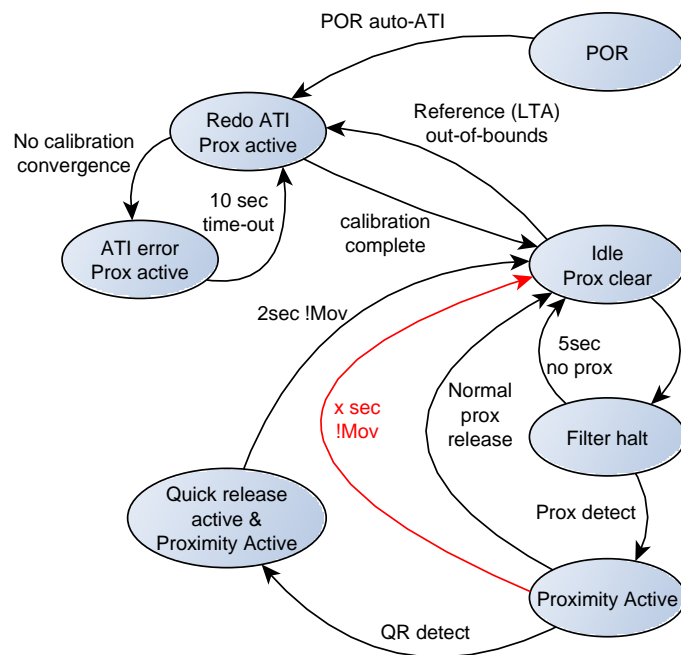 POR auto-ATI
POR
Redo ATI
Prox active
Reference (LTA)
out-of-bounds
No calibration
convergence
10 sec
time-out
calibration
complete
ATI error
Prox active
Idle
Prox clear
2sec !Mov
5sec
no prox
x sec
!Mov
Normal
prox
release
Filter halt
Quick release
active &
Proximity Active
Prox detect
Proximity Active
QR detect